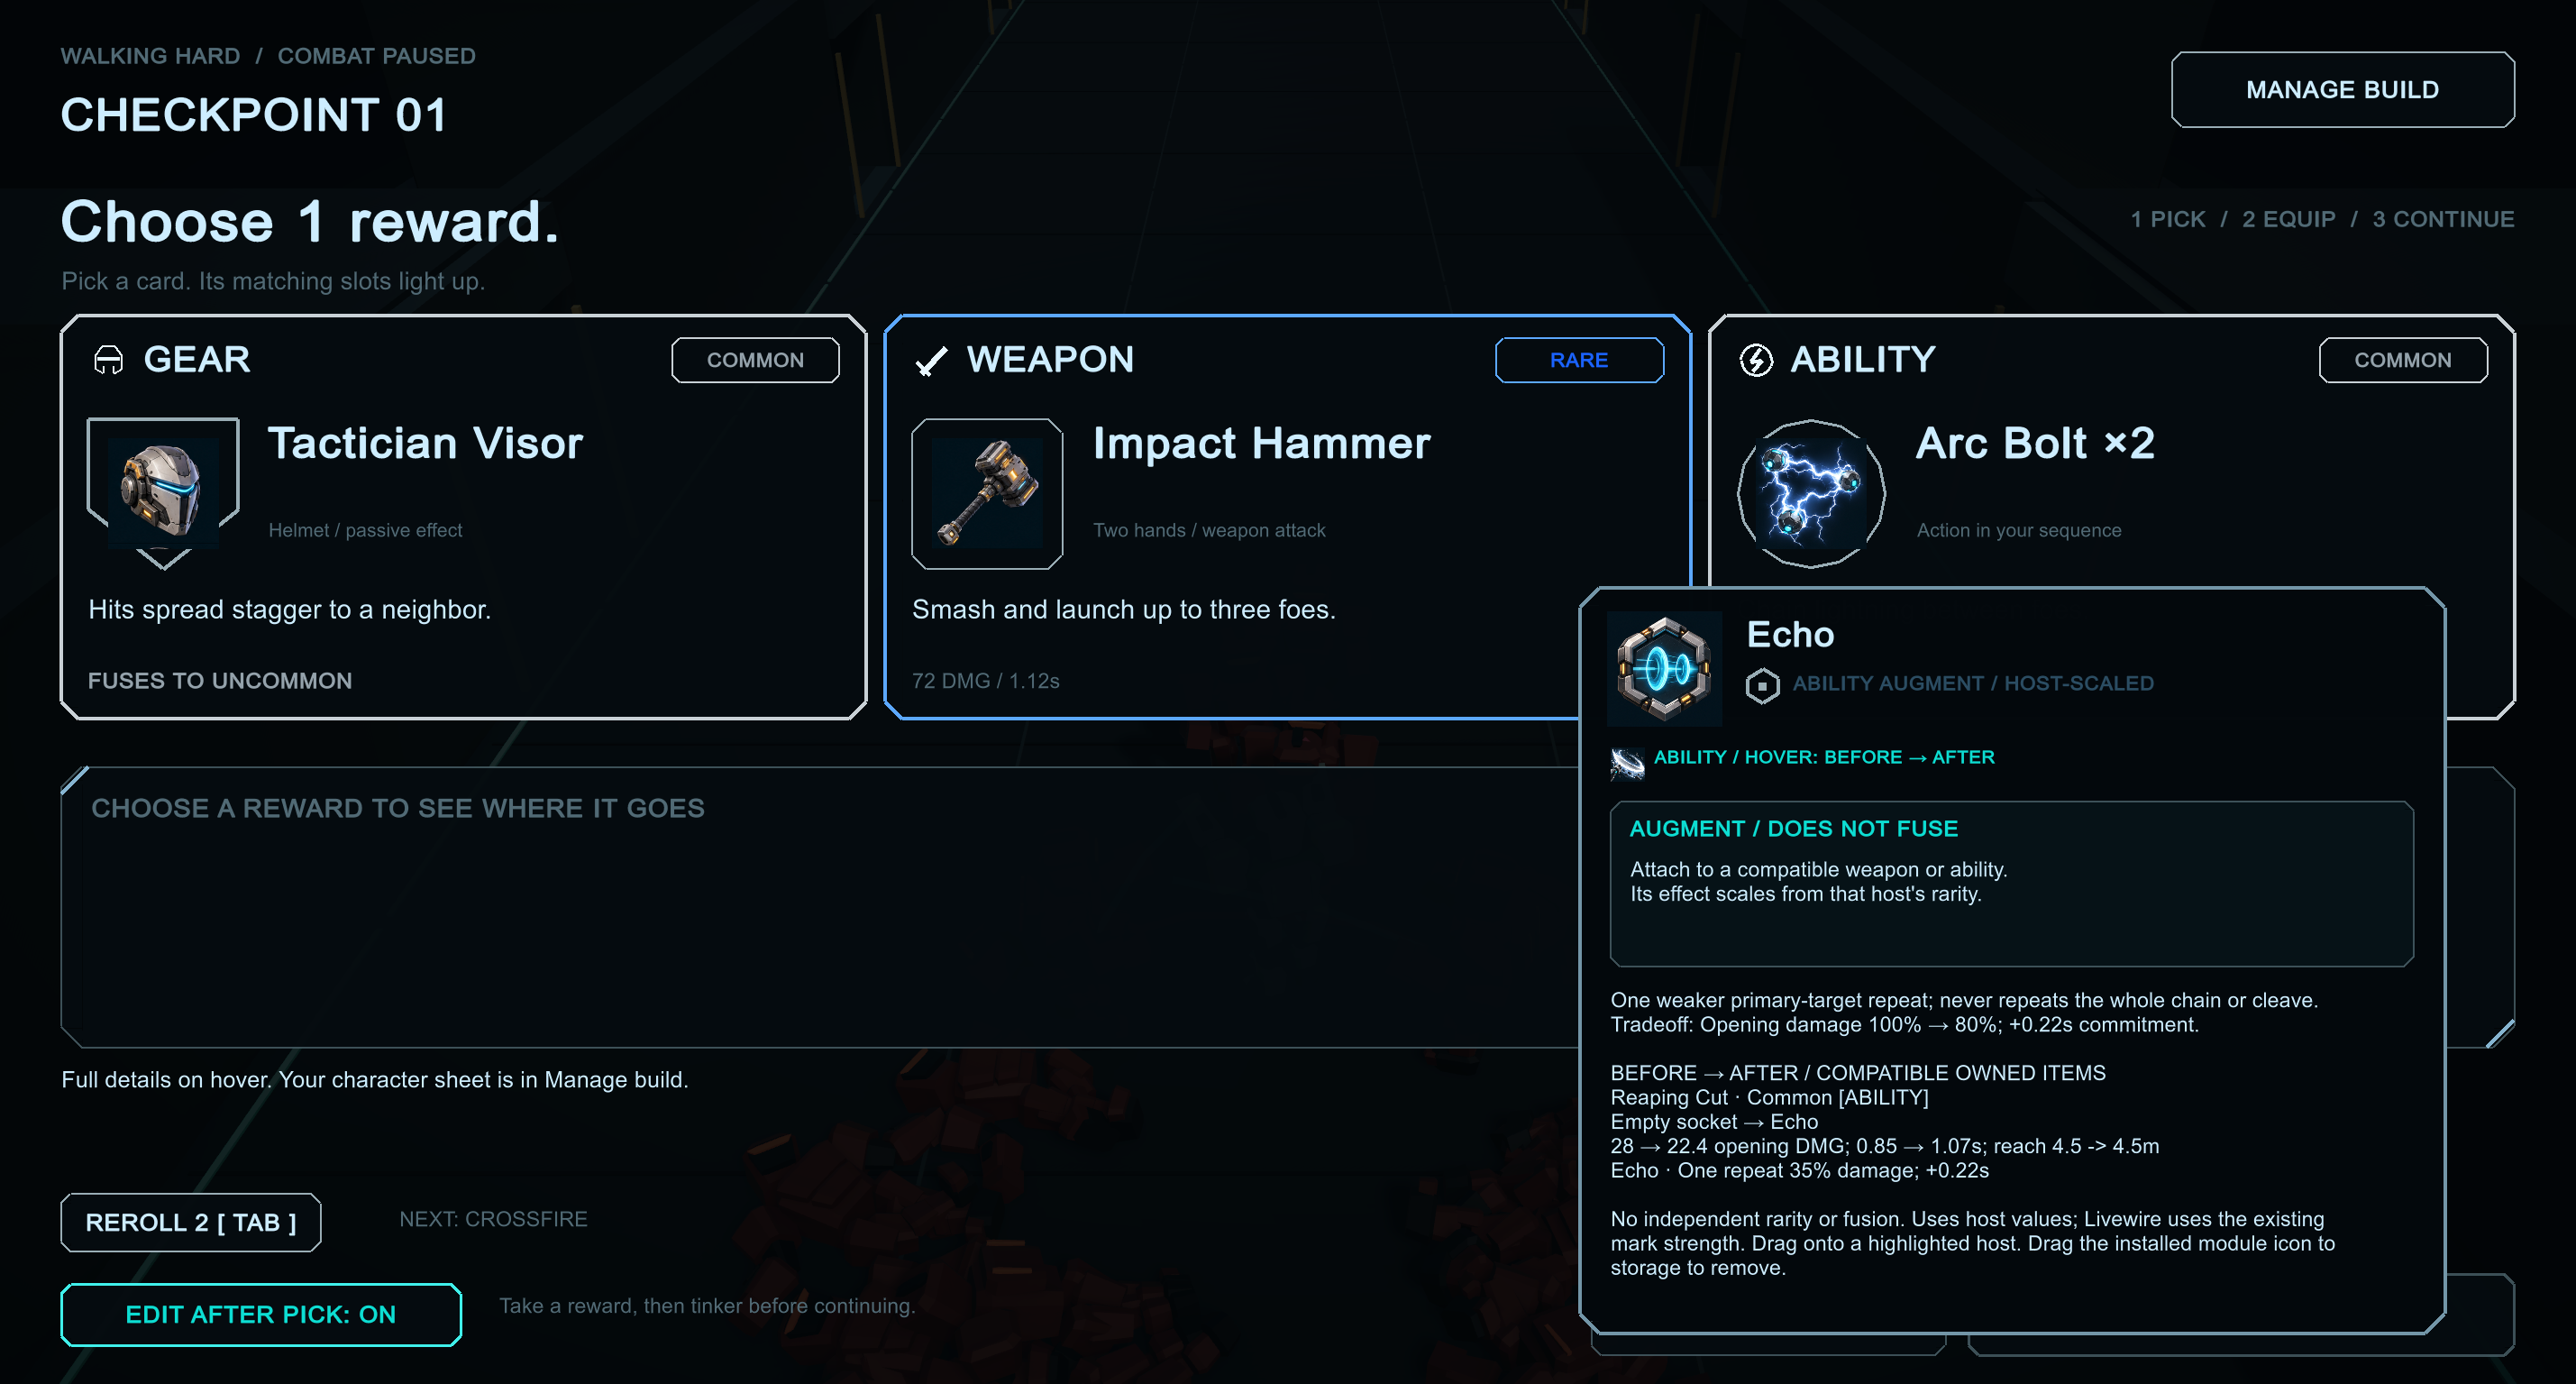 WALKING HARD / COMBAT PAUSED
CHECKPOINT 01
MANAGE BUILD
Choose 1 reward.
1 PICK / 2 EQUIP / 3 CONTINUE
Pick a card. Its matching slots light up.
GEAR
COMMON
Tactician Visor
Helmet / passive effect
Hits spread stagger to a neighbor.
FUSES TO UNCOMMON
WEAPON
RARE
Impact Hammer
Two hands / weapon attack
Smash and launch up to three foes.
72 DMG / 1.12s
ABILITY
COMMON
Arc Bolt ×2
Action in your sequence
Echo
ABILITY AUGMENT / HOST-SCALED
ABILITY / HOVER: BEFORE → AFTER
AUGMENT / DOES NOT FUSE
Attach to a compatible weapon or ability.
Its effect scales from that host's rarity.
One weaker primary-target repeat; never repeats the whole chain or cleave.
Tradeoff: Opening damage 100% → 80%; +0.22s commitment.
BEFORE → AFTER / COMPATIBLE OWNED ITEMS
Reaping Cut · Common [ABILITY]
Empty socket → Echo
28 → 22.4 opening DMG; 0.85 → 1.07s; reach 4.5 -> 4.5m
Echo · One repeat 35% damage; +0.22s
No independent rarity or fusion. Uses host values; Livewire uses the existing
mark strength. Drag onto a highlighted host. Drag the installed module icon to
storage to remove.
CHOOSE A REWARD TO SEE WHERE IT GOES
Full details on hover. Your character sheet is in Manage build.
REROLL 2 [ TAB ]
NEXT: CROSSFIRE
EDIT AFTER PICK: ON
Take a reward, then tinker before continuing.